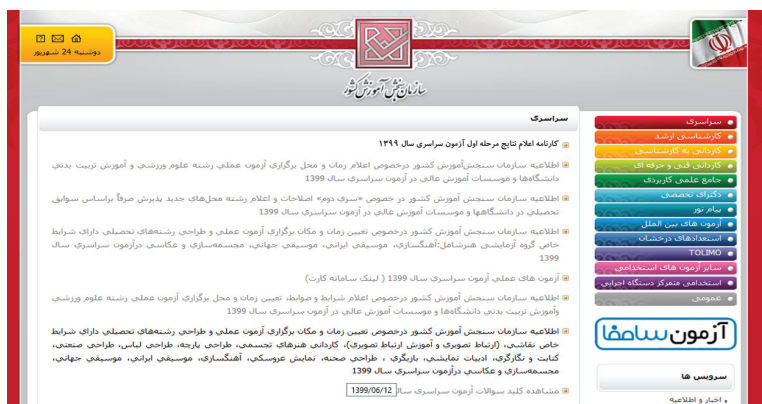 دوشنبه 24 شهریور
سازمان سنجش آموزش کشور
سراسری
کارنامه اعلام نتایج مرحله اول آزمون سراسری سال ۱۳۹۹
اطلاعیه سازمان سنجش‌آموزش کشور درخصوص اعلام زمان و محل برگزاری آزمون عملی رشته علوم ورزشی و آموزش تربیت بدنی
دانشگاهها و موسسات آموزش عالی در آزمون سراسری سال 1399
اطلاعیه سازمان سنجش آموزش کشور در خصوص «سری دوم» اصلاحات و اعلام رشته محل‌های جدید پذیرش صرفاً براساس سوابق
تحصیلی در دانشگاهها و موسسات آموزش عالی در آزمون سراسری سال 1399
اطلاعیه سازمان سنجش آموزش کشور درخصوص تعیین زمان و مکان برگزاری آزمون عملی و طراحی رشته‌های تحصیلی دارای شرایط
خاص گروه آزمایشی هنرشامل:آهنگسازی، موسیقی ایرانی، موسیقی جهانی، مجسمه‌سازی و عکاسی درآزمون سراسری سال
1399
آزمون های عملی آزمون سراسری سال 1399 ( لینک سامانه کارت)
اطلاعیه سازمان سنجش آموزش کشور درخصوص اعلام شرایط و ضوابط، تعیین زمان و محل برگزاری آزمون عملی رشته علوم ورزشی
وآموزش تربیت بدنی دانشگاهها و موسسات آموزش عالی در آزمون سراسری سال 1399
اطلاعیه سازمان سنجش آموزش کشور درخصوص تعیین زمان و مکان برگزاری آزمون عملی و طراحی رشته‌های تحصیلی دارای شرایط
خاص نقاشی، (ارتباط تصویری و آموزش ارتباط تصویری)، کاردانی هنرهای تجسمی، طراحی پارچه، طراحی لباس، طراحی صنعتی،
کتابت و نگارگری، ادبیات نمایشی، بازیگری ، طراحی صحنه، نمایش عروسکی، آهنگسازی، موسیقی ایرانی، موسیقی جهانی،
مجسمه‌سازی و عکاسی درآزمون سراسری سال 1399
مشاهده کلید سوالات آزمون سراسری سال
1399/06/12
سراسری
کارشناسی ارشد
کاردانی به کارشناسی
کاردانی فنی و حرفه ای
جامع علمی کاربردی
دکترای تخصصی
پیام نور
آزمون های بین الملل
استعدادهای درخشان
TOLIMO
سایر آزمون های استخدامی
استخدامی متمرکز دستگاه اجرایی
عمومی
آزمون سامفا
سرویس ها
اخبار و اطلاعیه